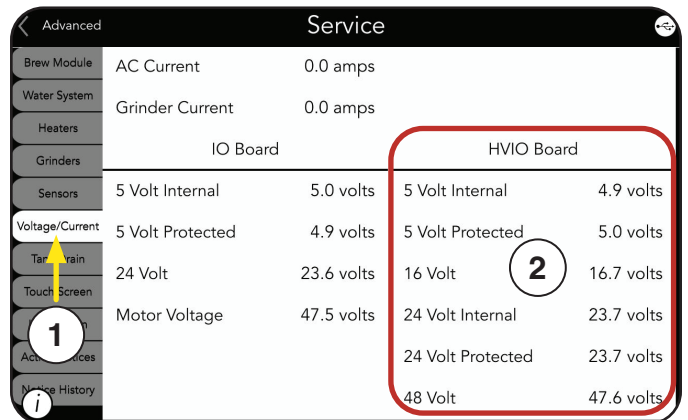 Advanced
Service
Brew Module
Water System
Heaters
Grinders
Sensors
Voltage/Current
Touch Screen
Notice History
1
i
AC Current 0.0 amps
Grinder Current 0.0 amps
IO Board
5 Volt Internal 5.0 volts
5 Volt Protected 4.9 volts
24 Volt 23.6 volts
Motor Voltage 47.5 volts
HVIO Board
5 Volt Internal 4.9 volts
5 Volt Protected 5.0 volts
16 Volt 16.7 volts
24 Volt Internal 23.7 volts
24 Volt Protected 23.7 volts
48 Volt 47.6 volts
2